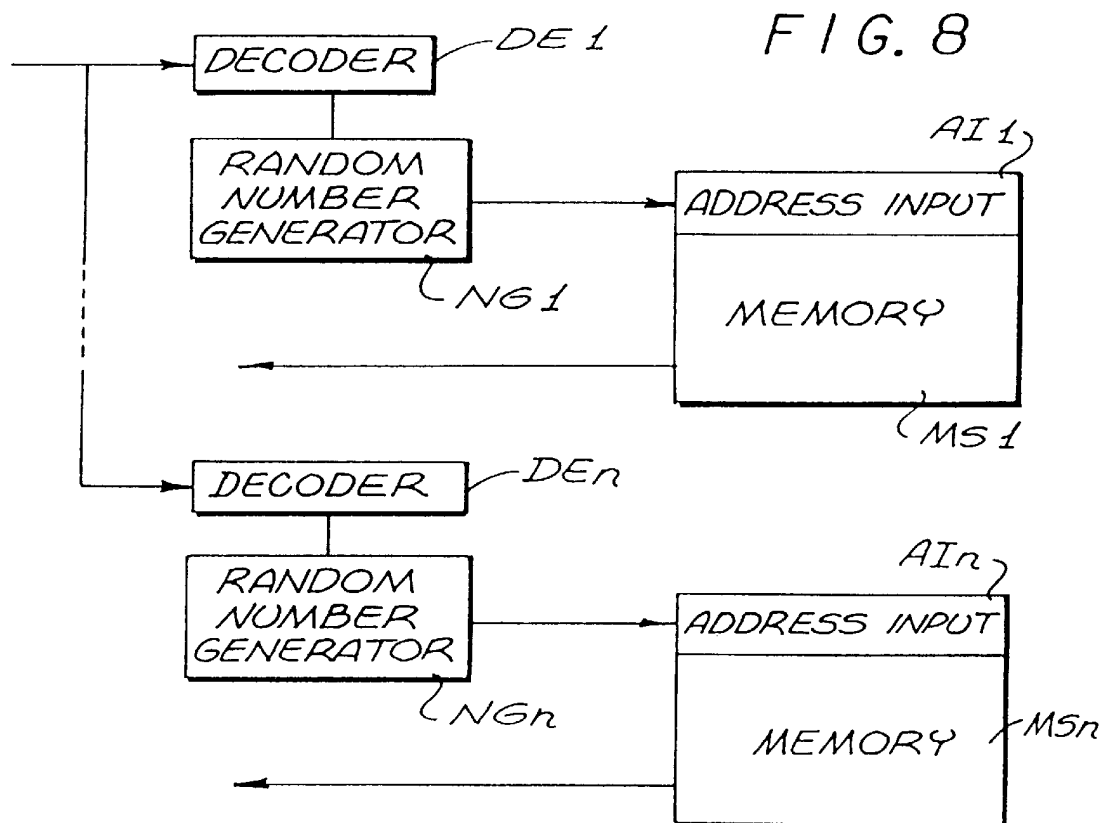 FIG. 8
DECODER
DE1
RANDOM
NUMBER
GENERATOR
NG1
AI1
ADDRESS INPUT
MEMORY
MS1
DECODER
DEn
RANDOM
NUMBER
GENERATOR
NGn
AIn
ADDRESS INPUT
MEMORY
MSn